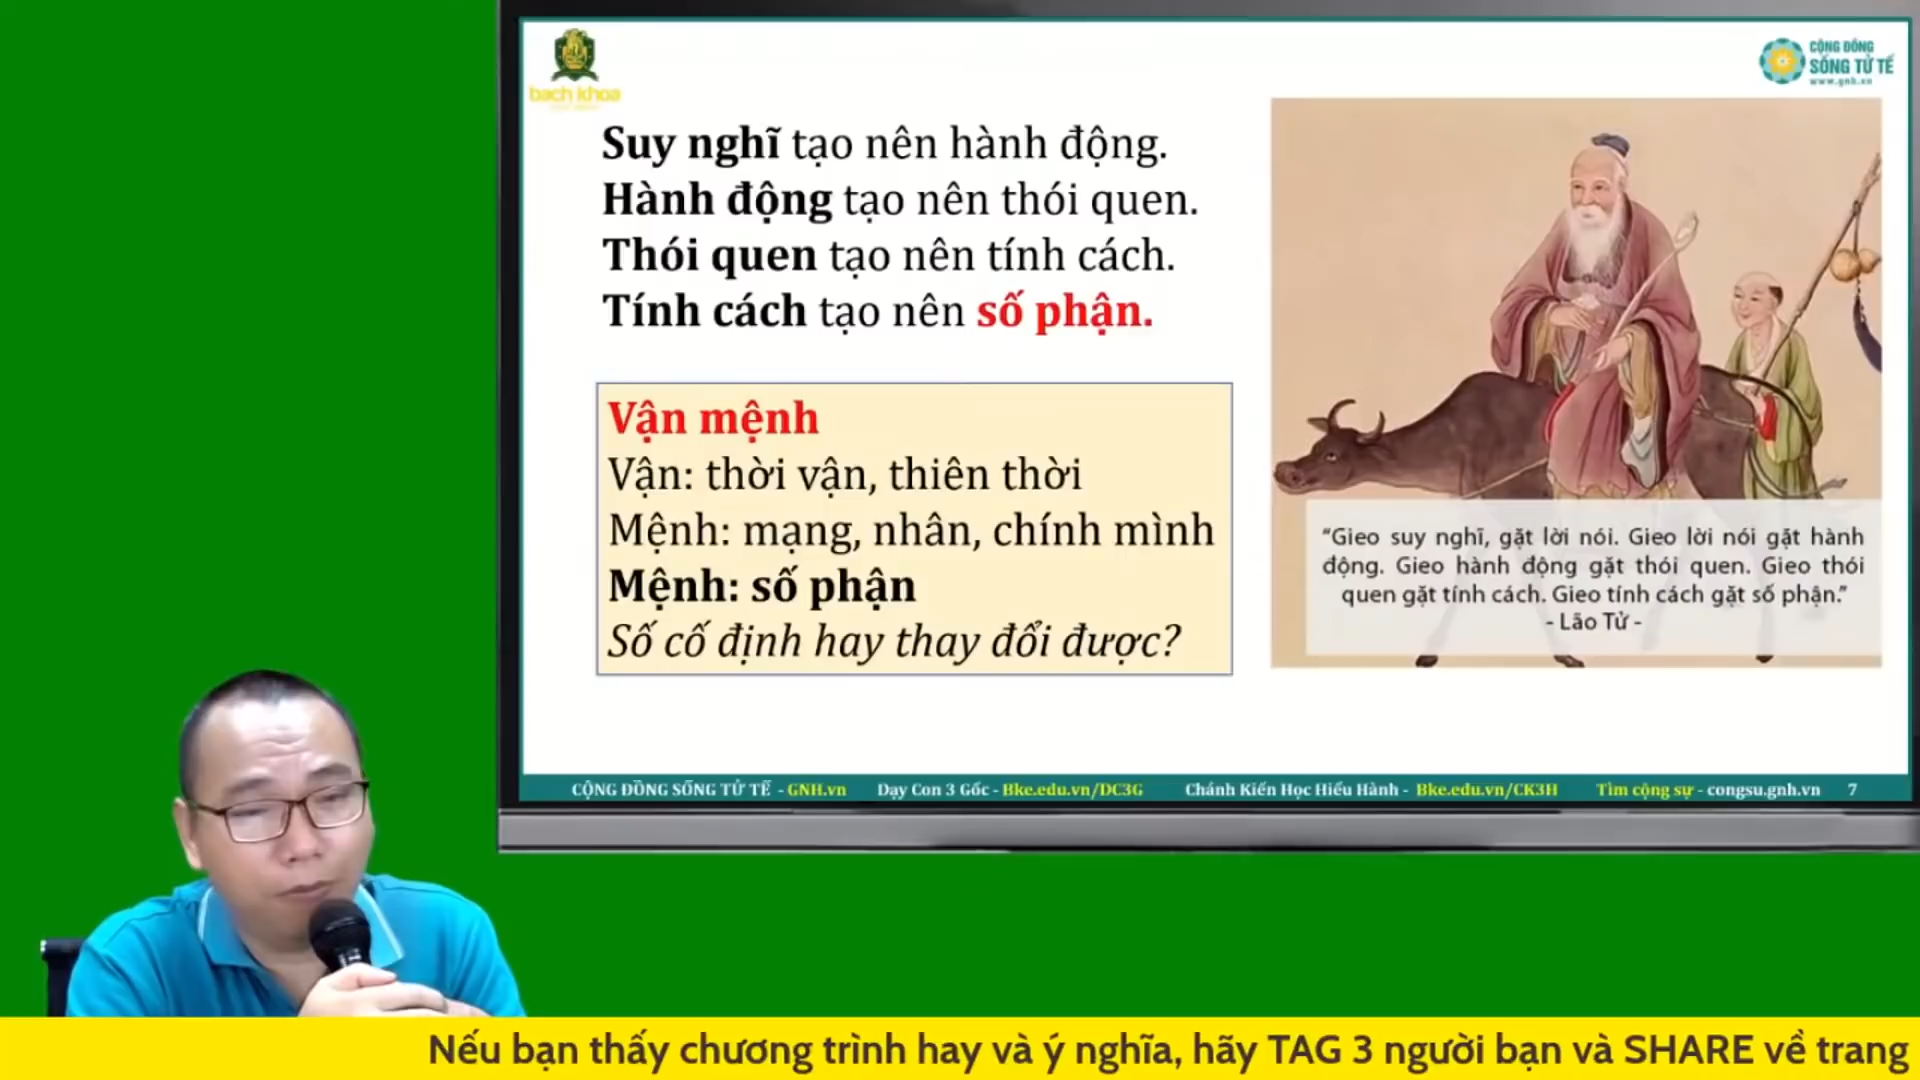 bach khoa
CỘNG ĐỒNG
SỐNG TỬ TẾ
www.gnh.vn
Suy nghĩ tạo nên hành động.
Hành động tạo nên thói quen.
Thói quen tạo nên tính cách.
Tính cách tạo nên số phận.
Vận mệnh
Vận: thời vận, thiên thời
Mệnh: mạng, nhân, chính mình
Mệnh: số phận
Số cố định hay thay đổi được?
“Gieo suy nghĩ, gặt lời nói. Gieo lời nói gặt hành
động. Gieo hành động gặt thói quen. Gieo thói
quen gặt tính cách. Gieo tính cách gặt số phận.”
- Lão Tử -
CỘNG ĐỒNG SỐNG TỬ TẾ - GNH.vn Dạy Con 3 Gốc - Bke.edu.vn/DC3G Chánh Kiến Học Hiểu Hành - Bke.edu.vn/CK3H Tìm cộng sự - congsu.gnh.vn 7
Nếu bạn thấy chương trình hay và ý nghĩa, hãy TAG 3 người bạn và SHARE về trang